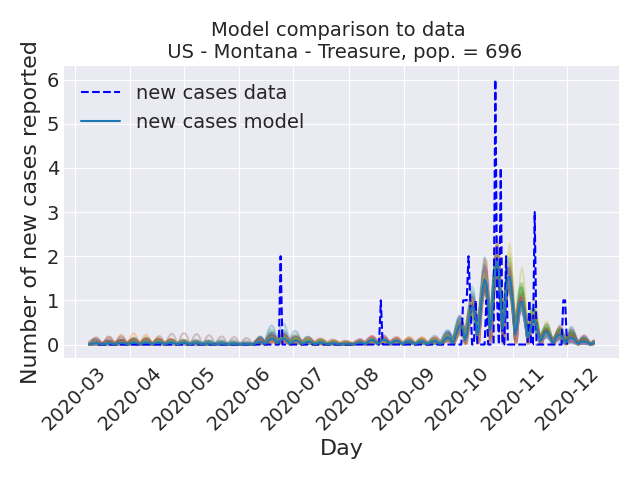 Model comparison to data
US - Montana - Treasure, pop. = 696
Number of new cases reported
6
5
4
3
2
1
0
new cases data
new cases model
2020-03
2020-04
2020-05
2020-06
2020-07
2020-08
2020-09
2020-10
2020-11
2020-12
Day